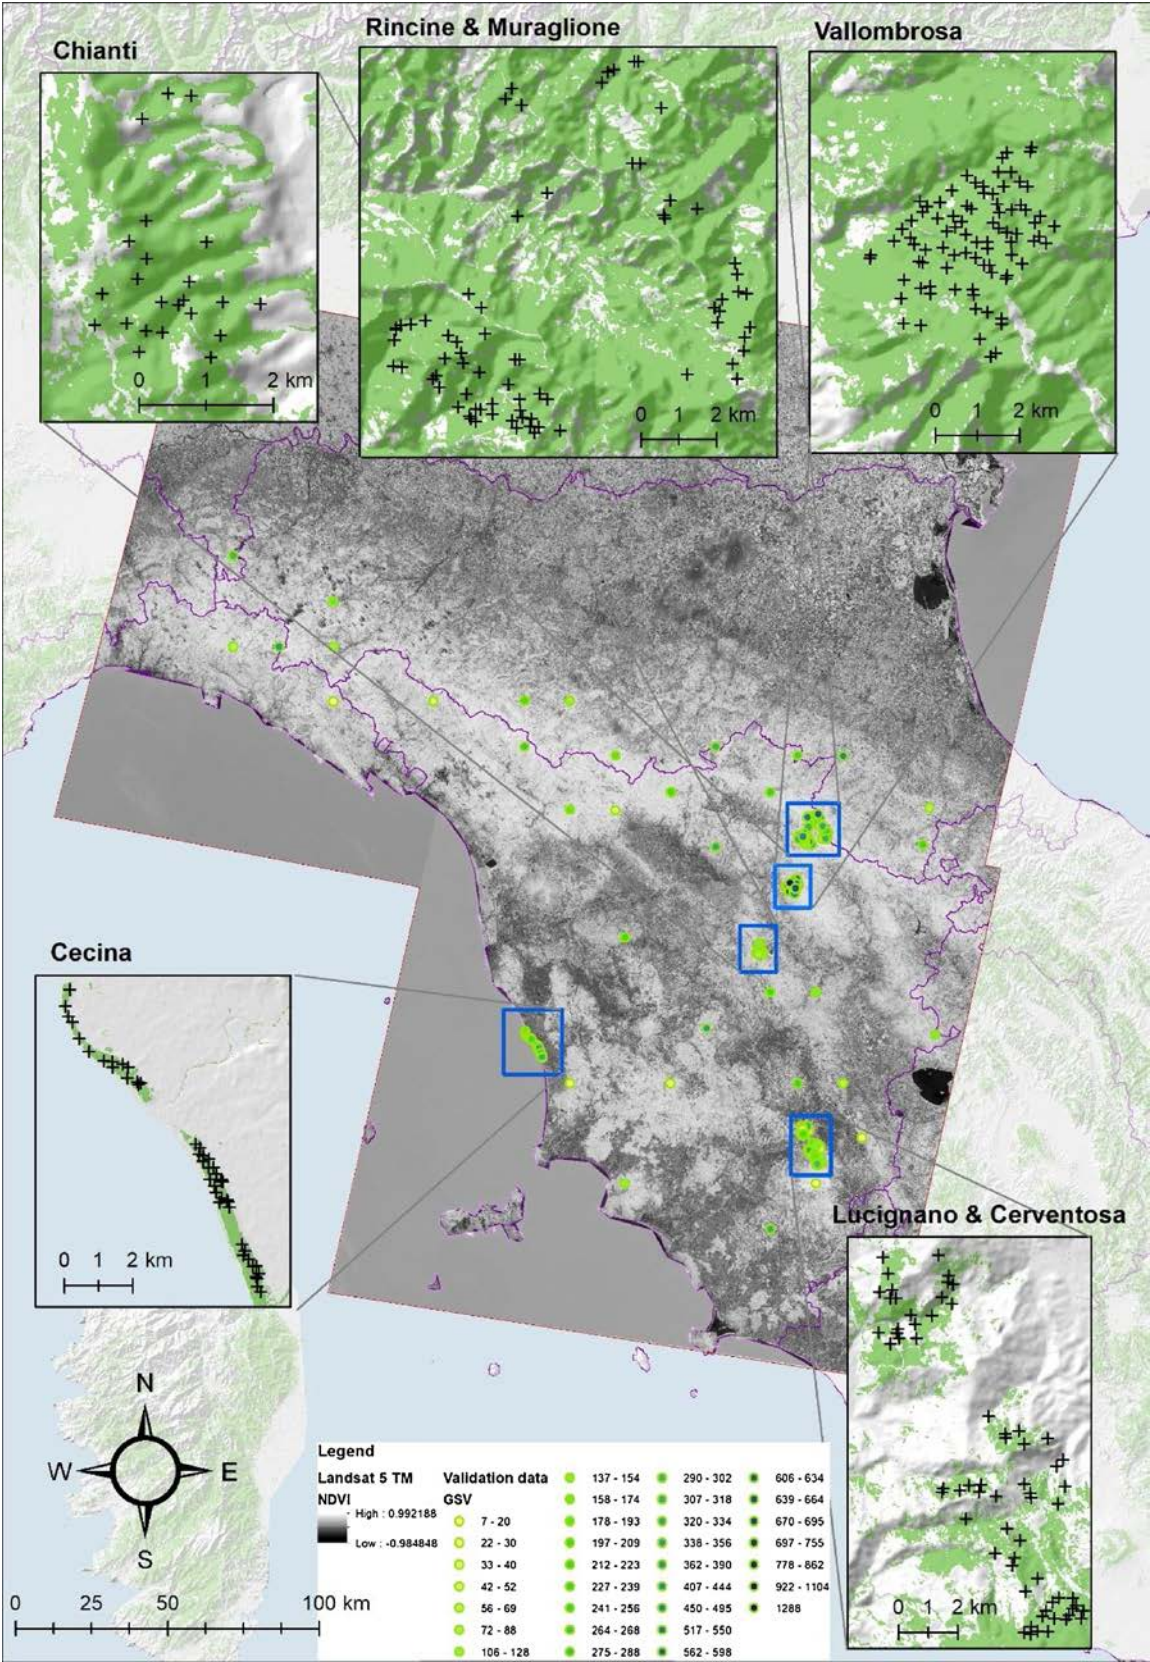 Chianti
Rincine & Muraglione
Vallombrosa
0 1 2 km
0 1 2 km
0 1 2 km
Cecina
0 1 2 km
Lucignano & Cerventosa
0 1 2 km
N
W E
S
0 25 50 100 km
Legend
Landsat 5 TM
NDVI
High : 0.992188
Low : -0.984848
Validation data
GSV
7 - 20
22 - 30
33 - 40
42 - 52
56 - 69
72 - 88
106 - 128
137 - 154
158 - 174
178 - 193
197 - 209
212 - 223
227 - 239
241 - 256
264 - 268
275 - 288
290 - 302
307 - 318
320 - 334
338 - 356
362 - 390
407 - 444
450 - 495
517 - 550
562 - 598
606 - 634
639 - 664
670 - 695
697 - 755
778 - 862
922 - 1104
1288